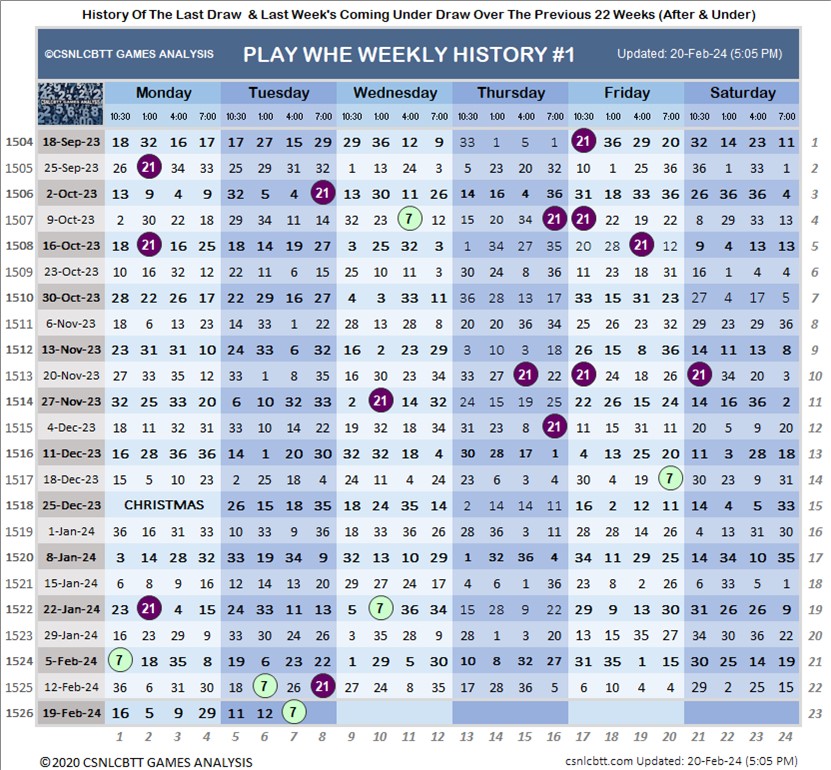 History Of The Last Draw & Last Week's Coming Under Draw Over The Previous 22 Weeks (After & Under)
©CSNLCBTT GAMES ANALYSIS PLAY WHE WEEKLY HISTORY #1 Updated: 20-Feb-24 (5:05 PM)
CSNLCBTT GAMES ANALYSIS
Monday Tuesday Wednesday Thursday Friday Saturday
10:30 1:00 4:00 7:00 10:30 1:00 4:00 7:00 10:30 1:00 4:00 7:00 10:30 1:00 4:00 7:00 10:30 1:00 4:00 7:00 10:30 1:00 4:00 7:00
1504 18-Sep-23 18 32 16 17 17 27 15 29 29 36 12 9 33 1 5 1 21 36 29 20 32 14 23 11 1
1505 25-Sep-23 26 21 34 33 25 29 31 32 1 13 24 3 5 23 20 32 10 1 25 36 36 1 33 1 2
1506 2-Oct-23 13 9 4 9 32 5 4 21 13 30 11 26 14 16 4 36 31 18 33 36 26 36 36 4 3
1507 9-Oct-23 2 30 22 18 29 34 11 14 32 23 7 12 15 20 34 21 21 22 19 22 8 29 33 13 4
1508 16-Oct-23 18 21 16 25 18 14 19 27 3 25 32 3 1 34 27 35 20 28 21 12 9 4 13 13 5
1509 23-Oct-23 10 16 32 12 22 11 6 15 25 10 11 3 30 24 8 36 11 23 18 31 16 1 4 4 6
1510 30-Oct-23 28 22 26 17 22 29 16 27 4 3 33 11 36 28 13 17 33 15 31 23 27 4 17 5 7
1511 6-Nov-23 18 6 23 12 14 33 1 22 28 13 28 8 20 20 36 34 25 26 23 32 29 23 29 36 8
1512 13-Nov-23 23 31 31 10 24 33 6 32 16 2 23 29 3 10 3 18 26 15 8 36 14 11 13 8 9
1513 20-Nov-23 27 33 35 12 33 1 8 35 16 30 23 34 33 27 21 22 21 24 18 26 21 34 20 3 10
1514 27-Nov-23 32 25 33 20 6 10 32 33 2 21 14 32 24 15 19 25 22 26 15 24 14 16 36 2 11
1515 4-Dec-23 18 11 32 31 33 10 14 22 19 32 18 34 31 23 8 21 11 15 31 11 20 5 9 20 12
1516 11-Dec-23 16 28 36 36 14 1 20 30 32 32 18 4 30 28 17 1 4 13 25 20 11 3 28 18 13
1517 18-Dec-23 15 5 10 23 2 25 18 4 24 11 4 24 23 6 3 4 30 4 19 7 30 23 9 31 14
1518 25-Dec-23 CHRISTMAS 26 15 18 35 18 24 35 14 2 14 14 11 16 2 12 11 14 4 5 33 15
1519 1-Jan-24 36 16 31 33 10 33 9 36 18 33 36 26 28 36 3 11 28 28 14 26 4 13 31 30 16
1520 8-Jan-24 3 14 28 32 33 19 34 9 32 13 10 29 1 32 36 4 34 11 29 25 14 34 10 35 17
1521 15-Jan-24 6 8 9 16 12 14 13 20 29 27 24 17 4 6 1 36 23 8 2 26 6 33 5 1 18
1522 22-Jan-24 23 21 4 15 24 33 11 13 5 7 36 34 15 28 9 22 29 9 13 30 31 26 26 9 19
1523 29-Jan-24 16 23 29 9 33 30 24 26 3 35 28 9 28 1 3 20 13 15 35 27 34 30 36 22 20
1524 5-Feb-24 7 18 35 8 19 6 23 22 1 29 5 30 10 8 32 27 31 35 1 15 30 25 14 19 21
1525 12-Feb-24 36 6 31 30 18 7 26 21 27 24 8 35 17 28 36 5 6 10 4 4 29 2 25 15 22
1526 19-Feb-24 16 5 9 29 11 12 7 23
1 2 3 4 5 6 7 8 9 10 11 12 13 14 15 16 17 18 19 20 21 22 23 24
©2020 CSNLCBTT GAMES ANALYSIS csnlcbtt.com Updated: 20-Feb-24 (5:05 PM)